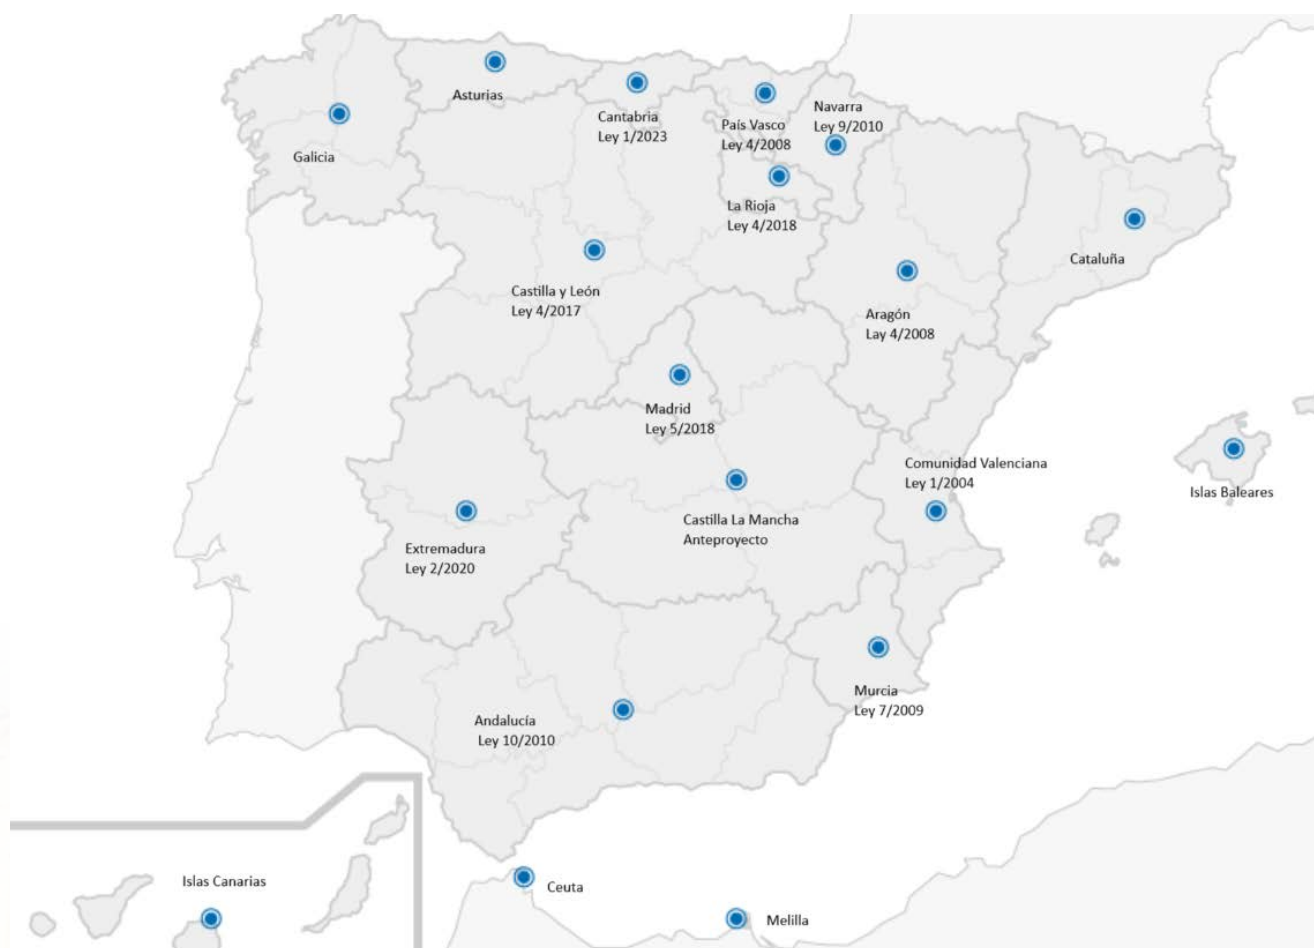 Asturias
Cantabria
Ley 1/2023
País Vasco
Ley 4/2008
Navarra
Ley 9/2010
Galicia
La Rioja
Ley 4/2018
Cataluña
Castilla y León
Ley 4/2017
Aragón
Lay 4/2008
Madrid
Ley 5/2018
Comunidad Valenciana
Ley 1/2004
Islas Baleares
Castilla La Mancha
Anteproyecto
Extremadura
Ley 2/2020
Murcia
Ley 7/2009
Andalucía
Ley 10/2010
Islas Canarias
Ceuta
Melilla